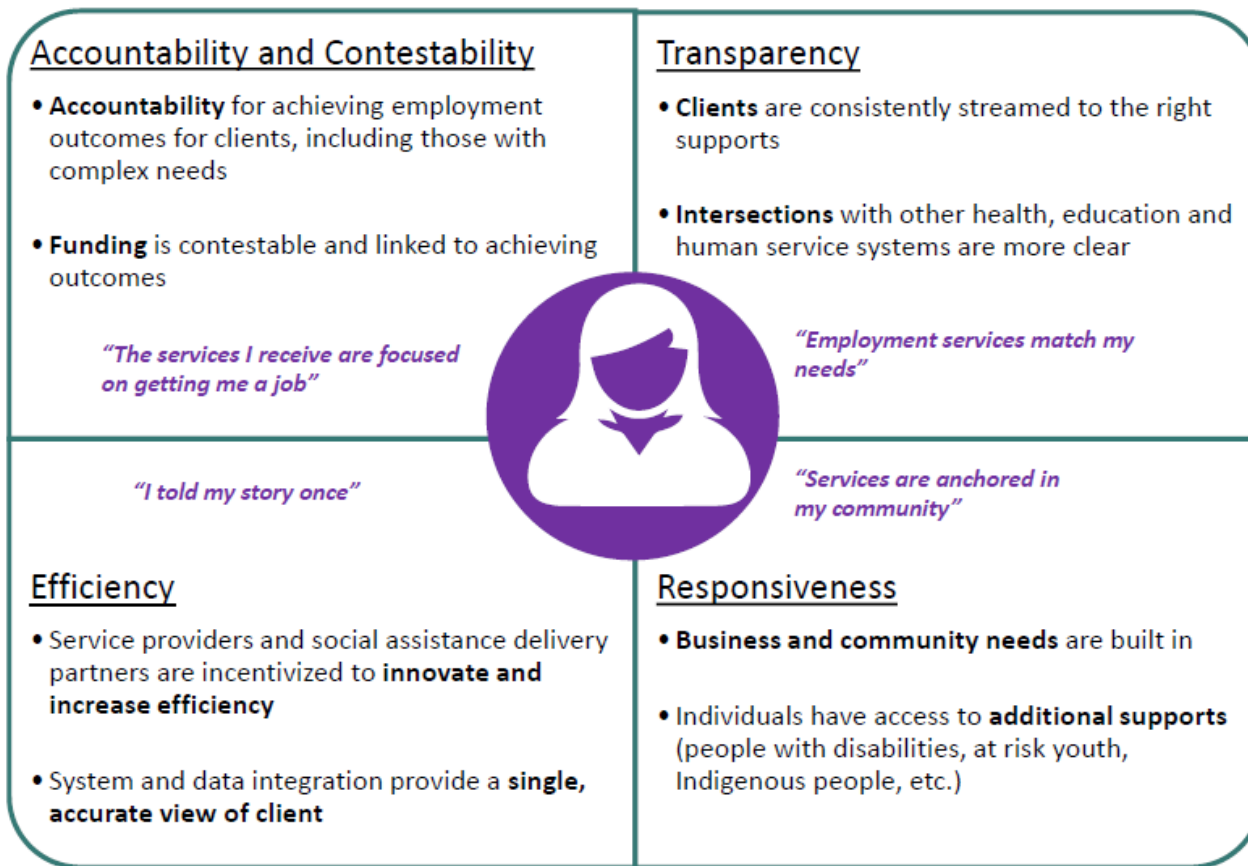 Accountability and Contestability
• Accountability for achieving employment
outcomes for clients, including those with
complex needs
• Funding is contestable and linked to achieving
outcomes
“The services I receive are focused
on getting me a job”
Transparency
• Clients are consistently streamed to the right
supports
• Intersections with other health, education and
human service systems are more clear
“Employment services match my
needs”
“I told my story once”
Efficiency
• Service providers and social assistance delivery
partners are incentivized to innovate and
increase efficiency
• System and data integration provide a single,
accurate view of client
“Services are anchored in
my community”
Responsiveness
• Business and community needs are built in
• Individuals have access to additional supports
(people with disabilities, at risk youth,
Indigenous people, etc.)